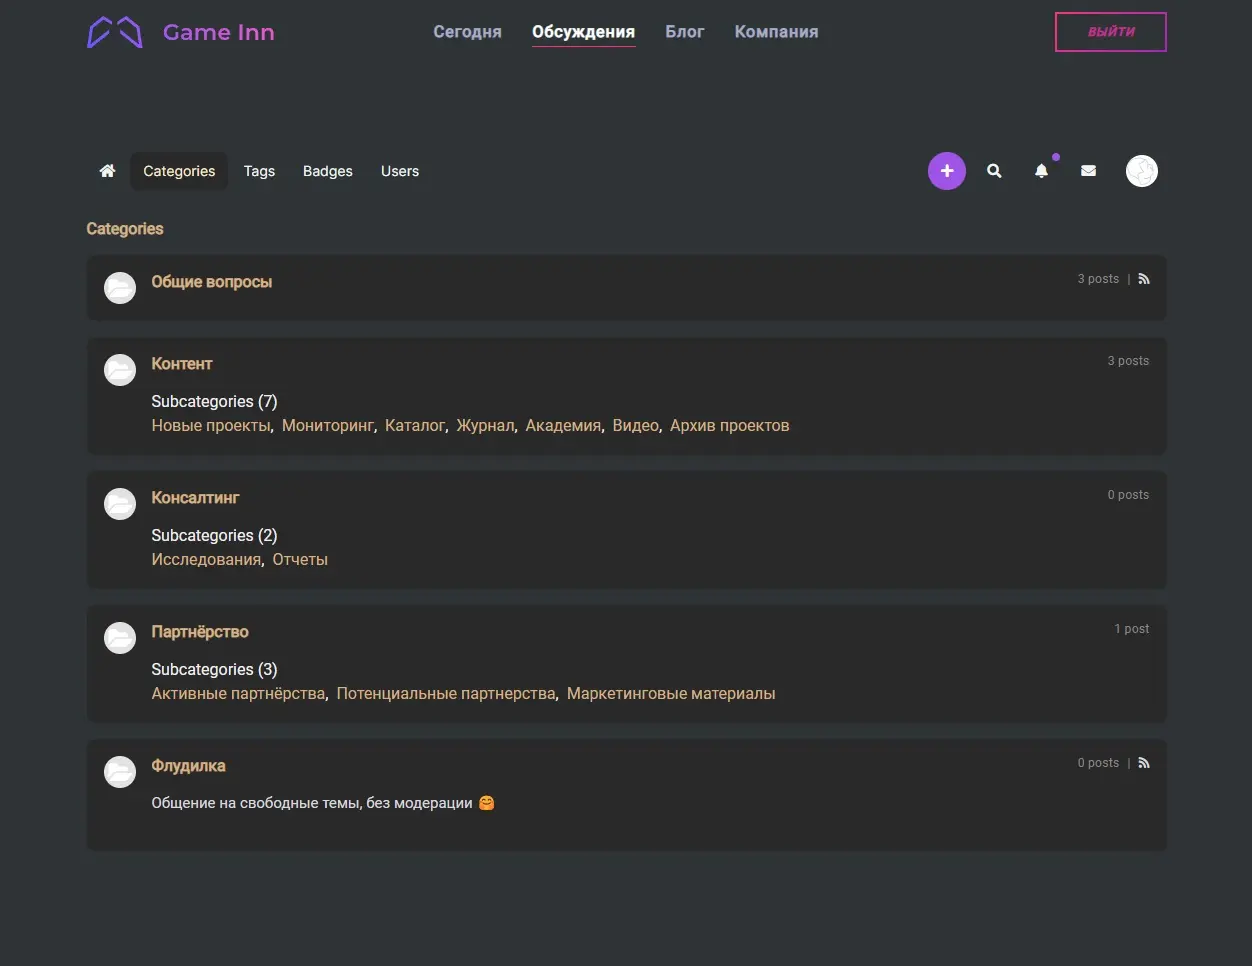 Game Inn
Сегодня Обсуждения Блог Компания
ВЫЙТИ
Categories Tags Badges Users
Categories
Общие вопросы
3 posts |
Контент
3 posts
Subcategories (7)
Новые проекты, Мониторинг, Каталог, Журнал, Академия, Видео, Архив проектов
Консалтинг
0 posts
Subcategories (2)
Исследования, Отчеты
Партнёрство
1 post
Subcategories (3)
Активные партнёрства, Потенциальные партнерства, Маркетинговые материалы
Флудилка
0 posts |
Общение на свободные темы, без модерации 🤗